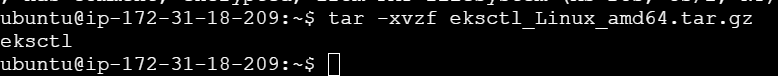 ubuntu@ip-172-31-18-209:~$ tar -xvzf eksctl_Linux_amd64.tar.gz
eksctl
ubuntu@ip-172-31-18-209:~$